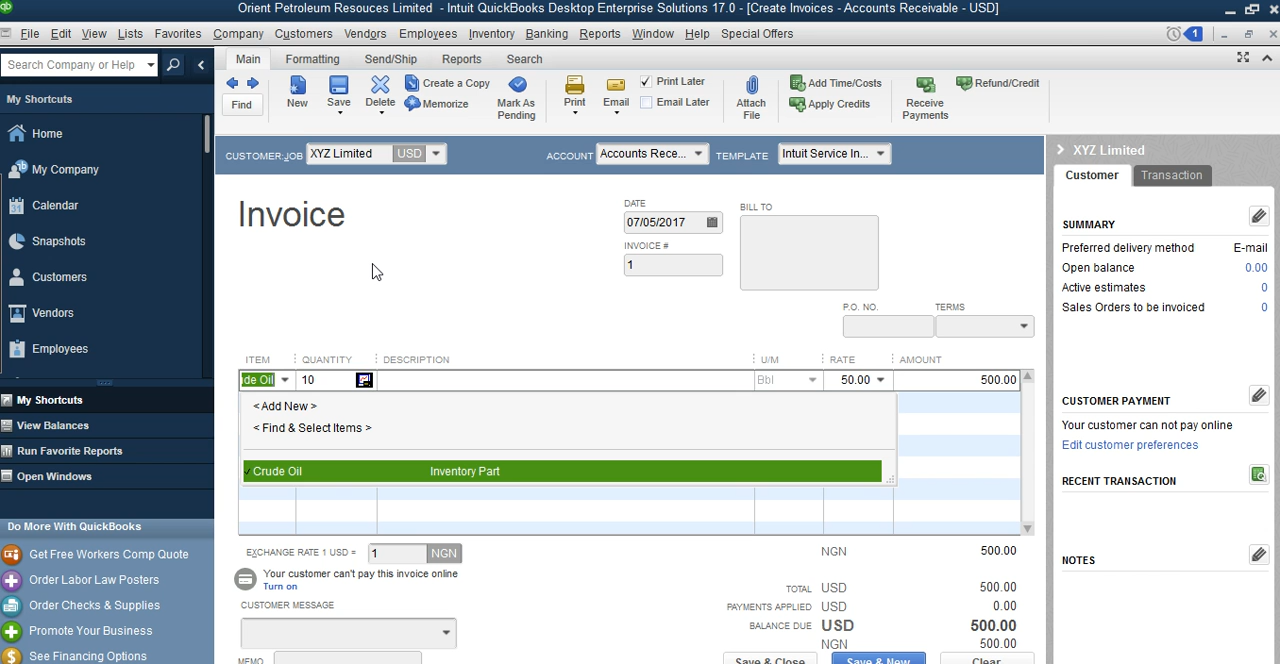 Orient Petroleum Resouces Limited - Intuit QuickBooks Desktop Enterprise Solutions 17.0 - [Create Invoices - Accounts Receivable - USD]
File Edit View Lists Favorites Company Customers Vendors Employees Inventory Banking Reports Window Help Special Offers 1
Search Company or Help
Main Formatting Send/Ship Reports Search
Find New Save Delete Create a Copy Memorize Mark As Pending Print Email Print Later Email Later Attach File Add Time/Costs Apply Credits Receive Payments Refund/Credit
My Shortcuts
Home
My Company
Calendar
Snapshots
Customers
Vendors
Employees
My Shortcuts
View Balances
Run Favorite Reports
Open Windows
Do More With QuickBooks
Get Free Workers Comp Quote
Order Labor Law Posters
Order Checks & Supplies
Promote Your Business
See Financing Options
CUSTOMER:JOB XYZ Limited USD ACCOUNT Accounts Rece... TEMPLATE Intuit Service In...
Invoice
DATE
07/05/2017
INVOICE #
1
BILL TO
P.O. NO. TERMS
ITEM QUANTITY DESCRIPTION U/M RATE AMOUNT
de Oil 10 Bbl 50.00 500.00
< Add New >
< Find & Select Items >
✓ Crude Oil Inventory Part
EXCHANGE RATE 1 USD = 1 NGN NGN 500.00
Your customer can't pay this invoice online
Turn on
TOTAL USD 500.00
CUSTOMER MESSAGE PAYMENTS APPLIED USD 0.00
BALANCE DUE USD 500.00
NGN 500.00
MEMO Save & Close Save & New Clear
XYZ Limited
Customer Transaction
SUMMARY
Preferred delivery method E-mail
Open balance 0.00
Active estimates 0
Sales Orders to be invoiced 0
CUSTOMER PAYMENT
Your customer can not pay online
Edit customer preferences
RECENT TRANSACTION
NOTES